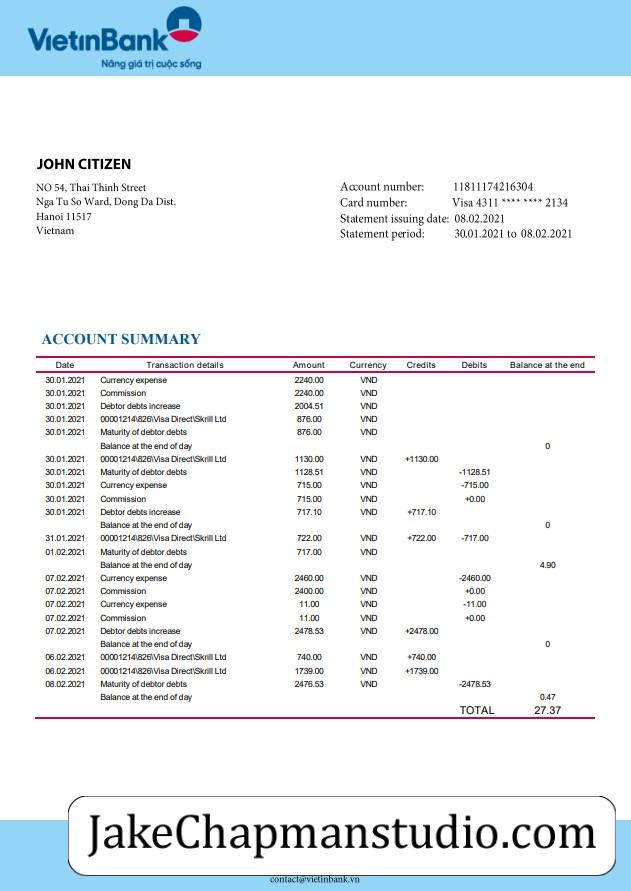 VietinBank
Nâng giá trị cuộc sống
JOHN CITIZEN
NO 54, Thai Thinh Street
Nga Tu So Ward, Dong Da Dist.
Hanoi 11517
Vietnam
Account number: 11811174216304
Card number: Visa 4311 **** **** 2134
Statement issuing date: 08.02.2021
Statement period: 30.01.2021 to 08.02.2021
ACCOUNT SUMMARY
Date Transaction details Amount Currency Credits Debits Balance at the end
30.01.2021 Currency expense 2240.00 VND
30.01.2021 Commission 2240.00 VND
30.01.2021 Debtor debts increase 2004.51 VND
30.01.2021 00001214\826\Visa Direct\Skrill Ltd 876.00 VND
30.01.2021 Maturity of debtor debts 876.00 VND
Balance at the end of day 0
30.01.2021 00001214\826\Visa Direct\Skrill Ltd 1130.00 VND +1130.00
30.01.2021 Maturity of debtor debts 1128.51 VND -1128.51
30.01.2021 Currency expense 715.00 VND -715.00
30.01.2021 Commission 715.00 VND +0.00
30.01.2021 Debtor debts increase 717.10 VND +717.10
Balance at the end of day 0
31.01.2021 00001214\826\Visa Direct\Skrill Ltd 722.00 VND +722.00 -717.00
01.02.2021 Maturity of debtor debts 717.00 VND
Balance at the end of day 4.90
07.02.2021 Currency expense 2460.00 VND -2460.00
07.02.2021 Commission 2400.00 VND +0.00
07.02.2021 Currency expense 11.00 VND -11.00
07.02.2021 Commission 11.00 VND +0.00
07.02.2021 Debtor debts increase 2478.53 VND +2478.00
Balance at the end of day 0
06.02.2021 00001214\826\Visa Direct\Skrill Ltd 740.00 VND +740.00
06.02.2021 00001214\826\Visa Direct\Skrill Ltd 1739.00 VND +1739.00
08.02.2021 Maturity of debtor debts 2476.53 VND -2478.53
Balance at the end of day 0.47
TOTAL 27.37
JakeChapmanstudio.com
contact@vietinbank.vn